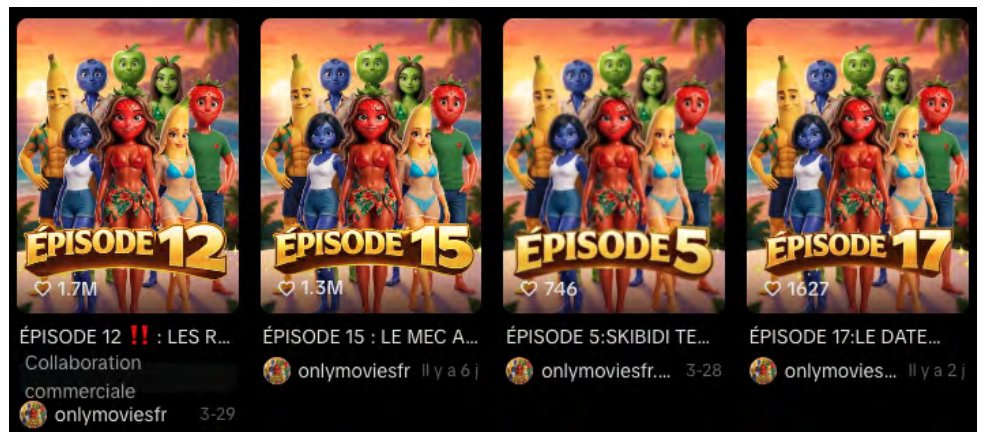 ÉPISODE 12
1.7M
ÉPISODE 12 ‼ : LES R...
Collaboration
commerciale
onlymoviesfr 3-29
ÉPISODE 15
1.3M
ÉPISODE 15 : LE MEC A...
onlymoviesfr Il y a 6 j
ÉPISODE 5
746
ÉPISODE 5:SKIBIDI TE...
onlymoviesfr.... 3-28
ÉPISODE 17
1627
ÉPISODE 17:LE DATE...
onlymovies... Il y a 2 j